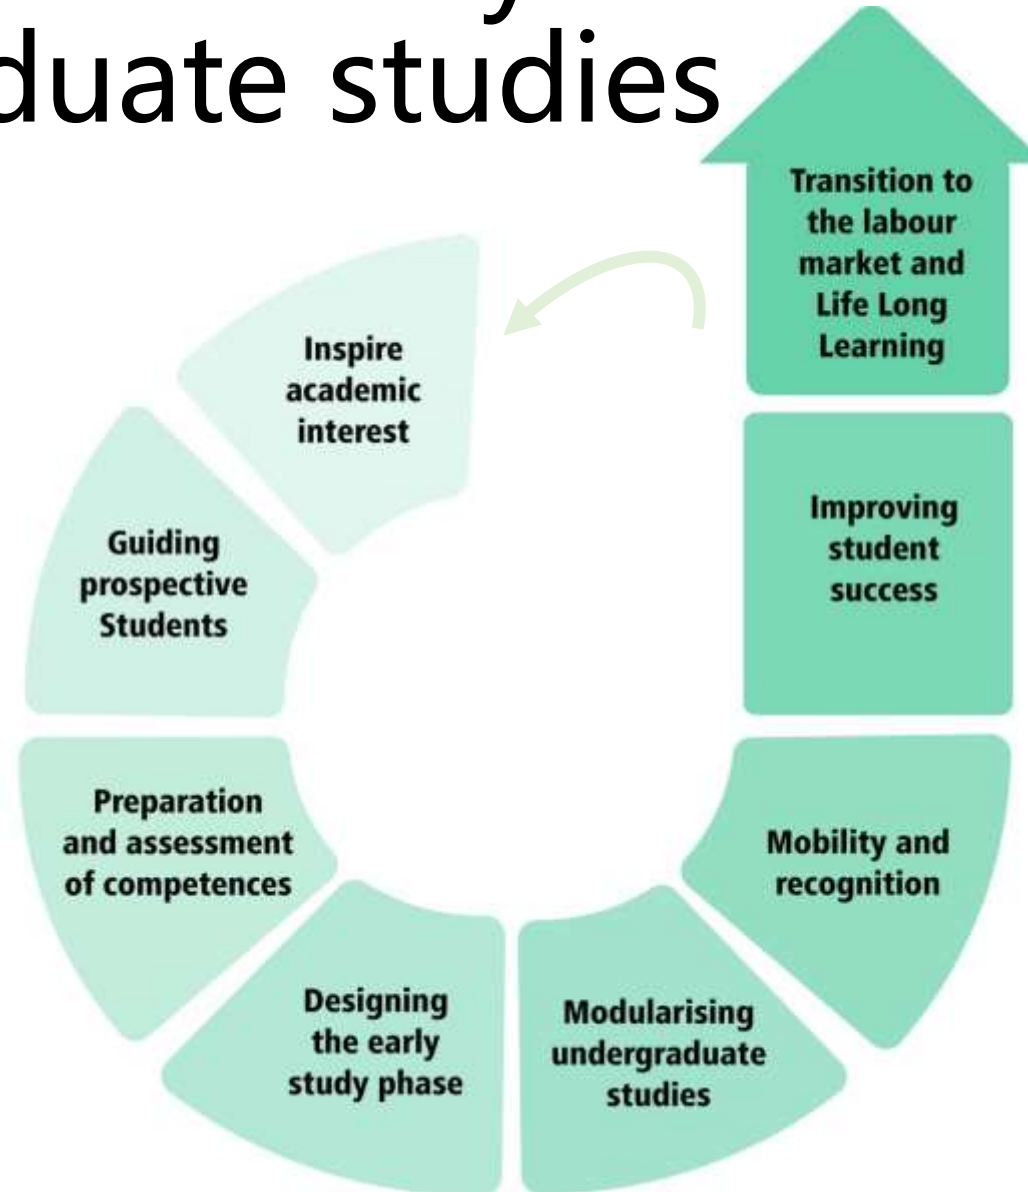 duate studies
Inspire
academic
interest
Guiding
prospective
Students
Preparation
and assessment
of competences
Designing
the early
study phase
Modularising
undergraduate
studies
Mobility and
recognition
Improving
student
success
Transition to
the labour
market and
Life Long
Learning